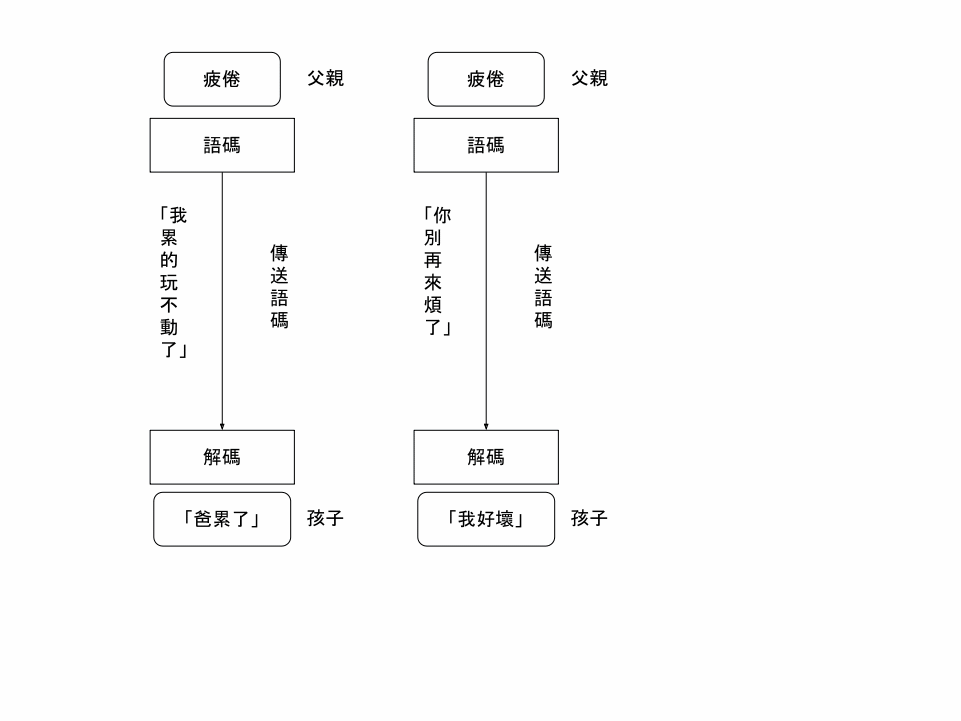 疲倦
父親
語碼
「我累的玩不動了」
傳送語碼
解碼
「爸累了」
孩子
疲倦
父親
語碼
「你別再來煩了」
傳送語碼
解碼
「我好壞」
孩子